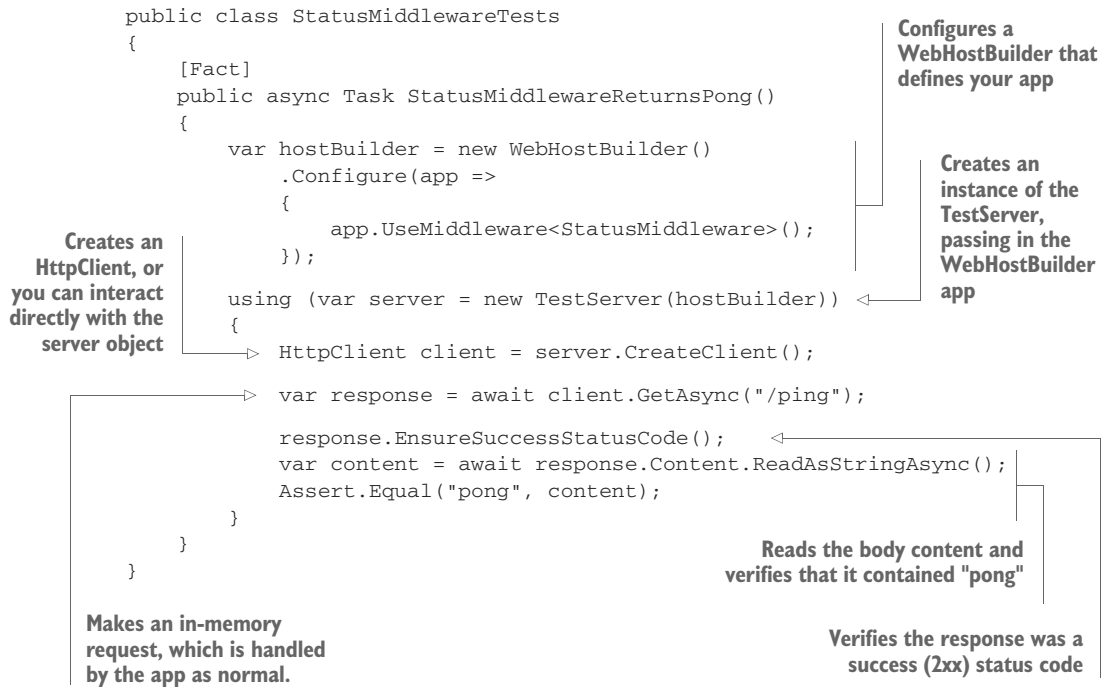 public class StatusMiddlewareTests
{
[Fact]
public async Task StatusMiddlewareReturnsPong()
{
var hostBuilder = new WebHostBuilder()
.Configure(app =>
{
app.UseMiddleware<StatusMiddleware>();
});
using (var server = new TestServer(hostBuilder))
{
HttpClient client = server.CreateClient();
var response = await client.GetAsync("/ping");
response.EnsureSuccessStatusCode();
var content = await response.Content.ReadAsStringAsync();
Assert.Equal("pong", content);
}
}
}
Configures a
WebHostBuilder that
defines your app
Creates an
instance of the
TestServer,
passing in the
WebHostBuilder
app
Creates an
HttpClient, or
you can interact
directly with the
server object
Reads the body content and
verifies that it contained "pong"
Makes an in-memory
request, which is handled
by the app as normal.
Verifies the response was a
success (2xx) status code